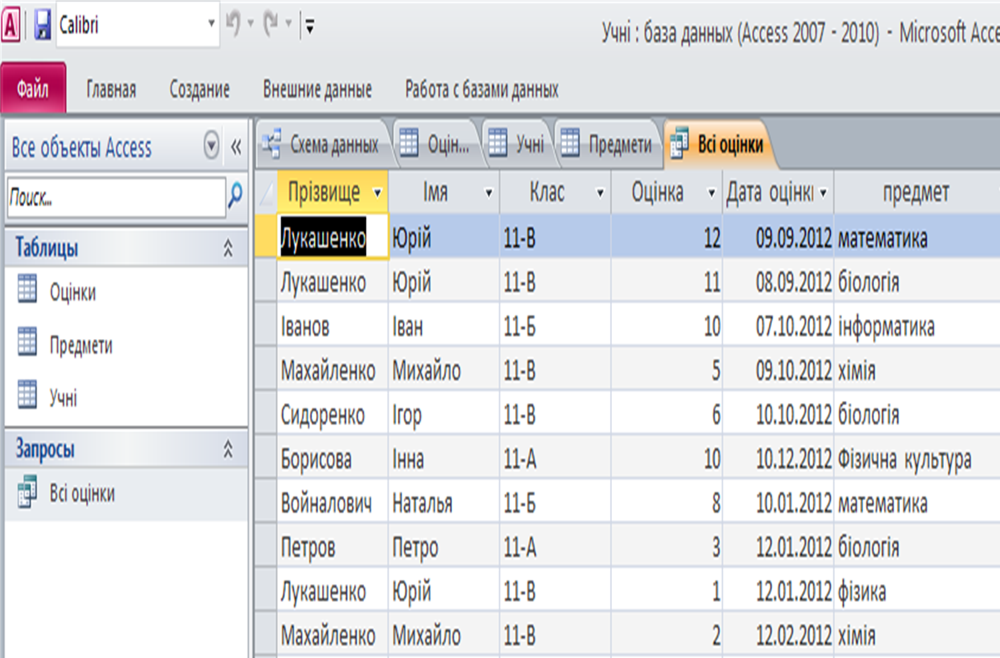 Calibri
Учні : база данных (Access 2007 - 2010) - Microsoft Acce
Файл Главная Создание Внешние данные Работа с базами данных
Все объекты Access «
Поиск...
Таблицы
Оцінки
Предмети
Учні
Запросы
Всі оцінки
Схема данных Оцін... Учні Предмети Всі оцінки
Прізвище Імя Клас Оцінка Дата оцінкі предмет
Лукашенко Юрій 11-В 12 09.09.2012 математика
Лукашенко Юрій 11-В 11 08.09.2012 біологія
Іванов Іван 11-Б 10 07.10.2012 інформатика
Махайленко Михайло 11-В 5 09.10.2012 хімія
Сидоренко Ігор 11-В 6 10.10.2012 біологія
Борисова Інна 11-А 10 10.12.2012 Фізична культура
Войналович Наталья 11-Б 8 10.01.2012 математика
Петров Петро 11-А 3 12.01.2012 біологія
Лукашенко Юрій 11-В 1 12.01.2012 фізика
Махайленко Михайло 11-В 2 12.02.2012 хімія